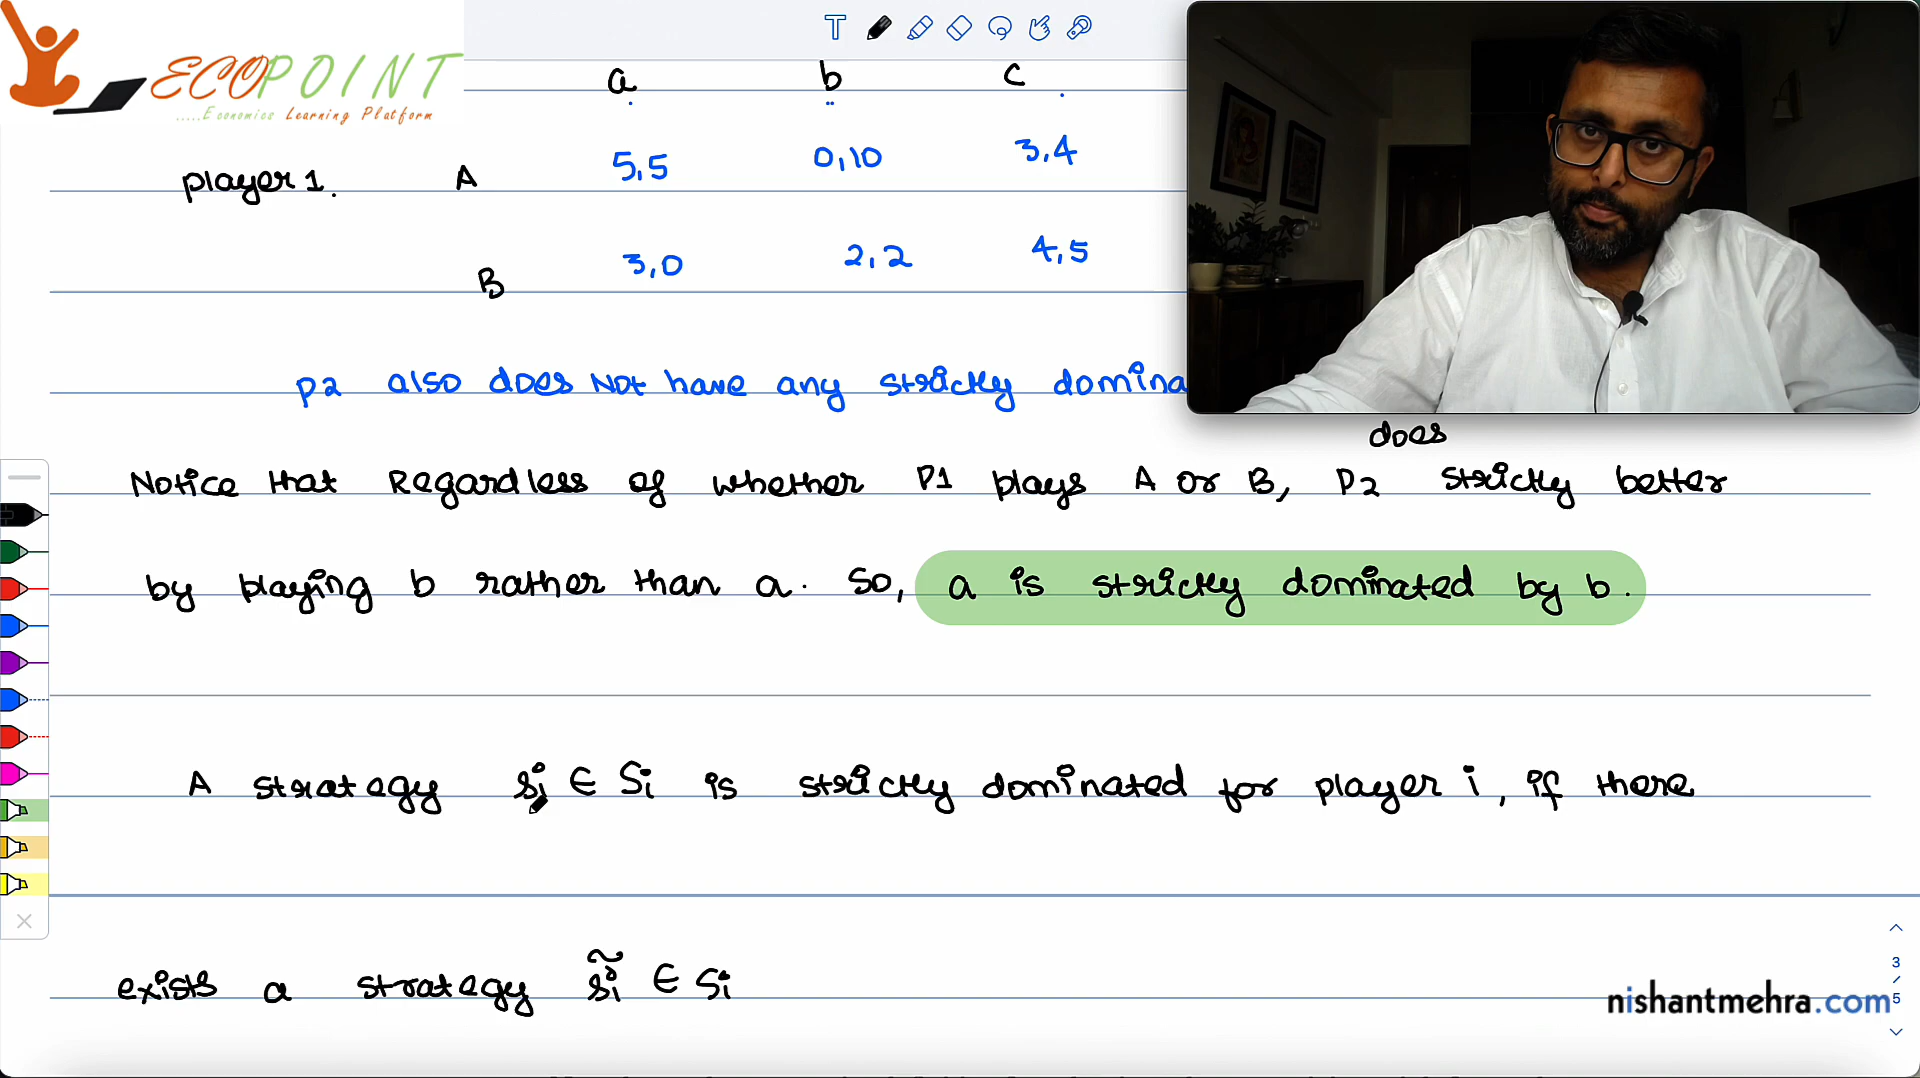 ECOPOINT
.....Economics Learning Platform
T
a b c
player 1. A 5,5 0,10 3,4
B 3,0 2,2 4,5
P2 also does Not have any strictly domina
does
Notice that Regardless of whether P1 plays A or B, P2 strictly better
by playing b rather than a. So, a is strictly dominated by b.
A strategy si ∈ Si is strictly dominated for player i, if there
exists a strategy s̃i ∈ Si
3
/
5
nishantmehra.com